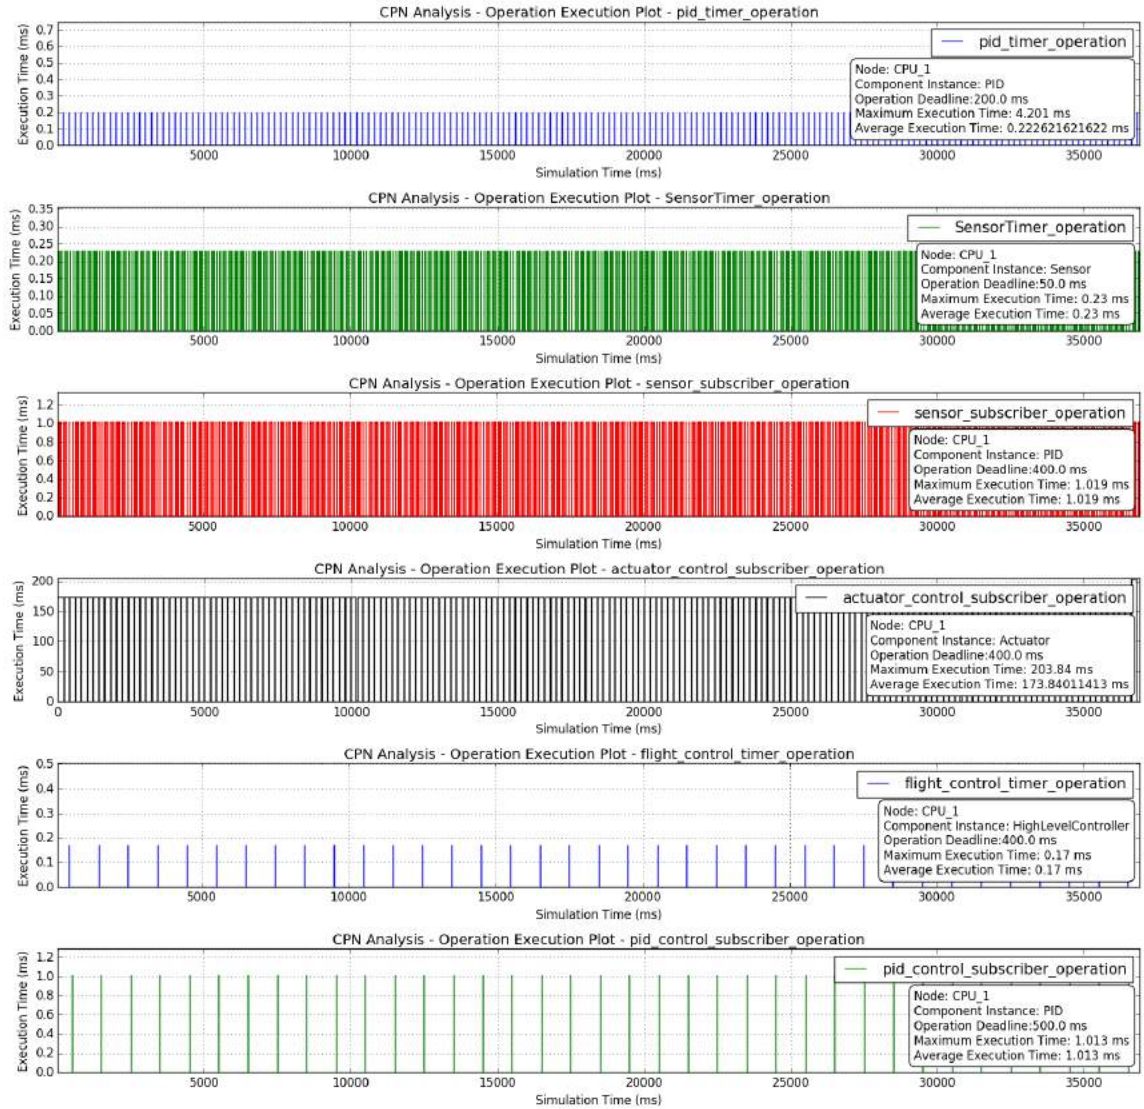 CPN Analysis - Operation Execution Plot - pid_timer_operation
Execution Time (ms)
0.7
0.6
0.5
0.4
0.3
0.2
0.1
0.0
pid_timer_operation
Node: CPU_1
Component Instance: PID
Operation Deadline:200.0 ms
Maximum Execution Time: 4.201 ms
Average Execution Time: 0.222621621622 ms
5000 10000 15000 20000 25000 30000 35000
Simulation Time (ms)
CPN Analysis - Operation Execution Plot - SensorTimer_operation
Execution Time (ms)
0.35
0.30
0.25
0.20
0.15
0.10
0.05
0.00
SensorTimer_operation
Node: CPU_1
Component Instance: Sensor
Operation Deadline:50.0 ms
Maximum Execution Time: 0.23 ms
Average Execution Time: 0.23 ms
5000 10000 15000 20000 25000 30000 35000
Simulation Time (ms)
CPN Analysis - Operation Execution Plot - sensor_subscriber_operation
Execution Time (ms)
1.2
1.0
0.8
0.6
0.4
0.2
0.0
sensor_subscriber_operation
Node: CPU_1
Component Instance: PID
Operation Deadline:400.0 ms
Maximum Execution Time: 1.019 ms
Average Execution Time: 1.019 ms
5000 10000 15000 20000 25000 30000 35000
Simulation Time (ms)
CPN Analysis - Operation Execution Plot - actuator_control_subscriber_operation
Execution Time (ms)
200
150
100
50
0
actuator_control_subscriber_operation
Node: CPU_1
Component Instance: Actuator
Operation Deadline:400.0 ms
Maximum Execution Time: 203.84 ms
Average Execution Time: 173.84011413 ms
0 5000 10000 15000 20000 25000 30000 35000
Simulation Time (ms)
CPN Analysis - Operation Execution Plot - flight_control_timer_operation
Execution Time (ms)
0.5
0.4
0.3
0.2
0.1
0.0
flight_control_timer_operation
Node: CPU_1
Component Instance: HighLevelController
Operation Deadline:400.0 ms
Maximum Execution Time: 0.17 ms
Average Execution Time: 0.17 ms
5000 10000 15000 20000 25000 30000 35000
Simulation Time (ms)
CPN Analysis - Operation Execution Plot - pid_control_subscriber_operation
Execution Time (ms)
1.2
1.0
0.8
0.6
0.4
0.2
0.0
pid_control_subscriber_operation
Node: CPU_1
Component Instance: PID
Operation Deadline:500.0 ms
Maximum Execution Time: 1.013 ms
Average Execution Time: 1.013 ms
5000 10000 15000 20000 25000 30000 35000
Simulation Time (ms)